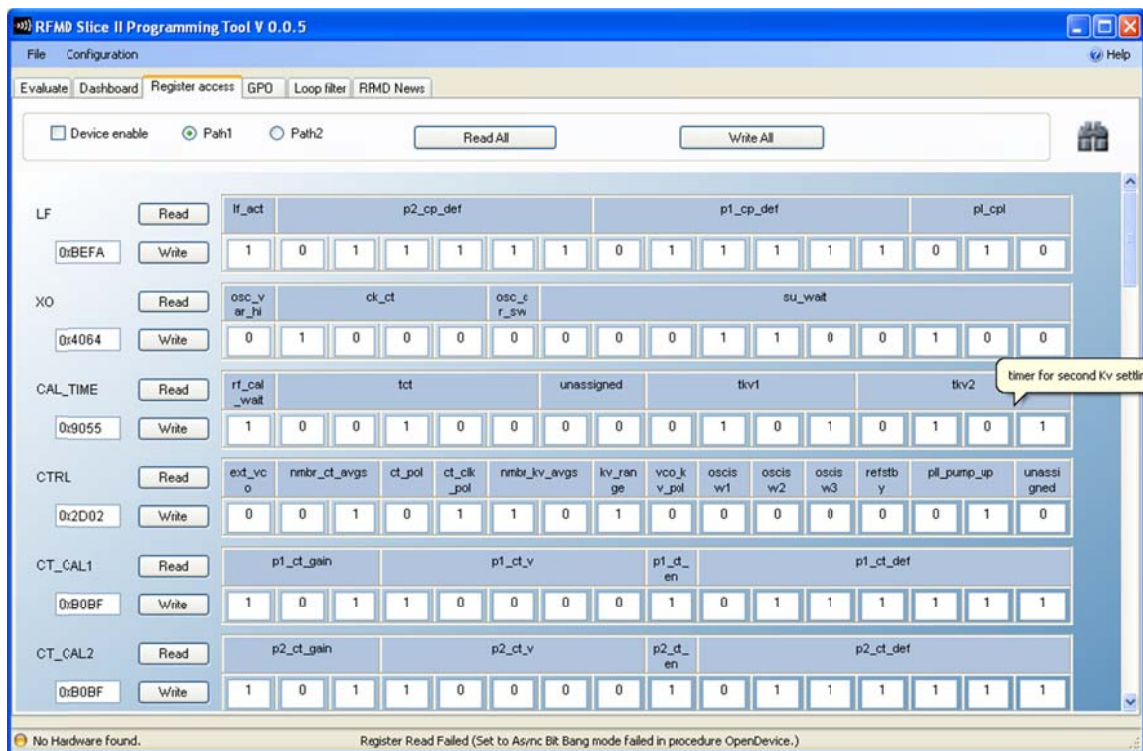 RFMD Slice II Programming Tool V 0.0.5
File Configuration Help
Evaluate Dashboard Register access GPO Loop filter RFMD News
Device enable Path1 Path2 Read All Write All
LF Read lf_act p2_cp_def p1_cp_def pl_cpl
0xBEFA Write 1 0 1 1 1 1 1 0 1 1 1 1 1 0 1 0
XO Read osc_v ck_ct osc_c su_wait
ar_hi r_sw
0x4064 Write 0 1 0 0 0 0 0 0 0 1 1 0 0 1 0 0
CAL_TIME Read rf_cal tct unassigned tkv1 tkv2 timer for second Kv settlin
_wait
0x9055 Write 1 0 0 1 0 0 0 0 0 1 0 1 0 1 0 1
CTRL Read ext_vc nmbr_ct_avgs ct_pol ct_clk nmbr_kv_avgs kv_ran vco_k oscis oscis oscis refstb pll_pump_up unassi
o _pol ge v_pol w1 w2 w3 y gned
0x2D02 Write 0 0 1 0 1 1 0 1 0 0 0 0 0 0 1 0
CT_CAL1 Read p1_ct_gain p1_ct_v p1_ct_ p1_ct_def
en
0xB0BF Write 1 0 1 1 0 0 0 0 1 0 1 1 1 1 1 1
CT_CAL2 Read p2_ct_gain p2_ct_v p2_ct_ p2_ct_def
en
0xB0BF Write 1 0 1 1 0 0 0 0 1 0 1 1 1 1 1 1
No Hardware found. Register Read Failed (Set to Async Bit Bang mode failed in procedure OpenDevice.)